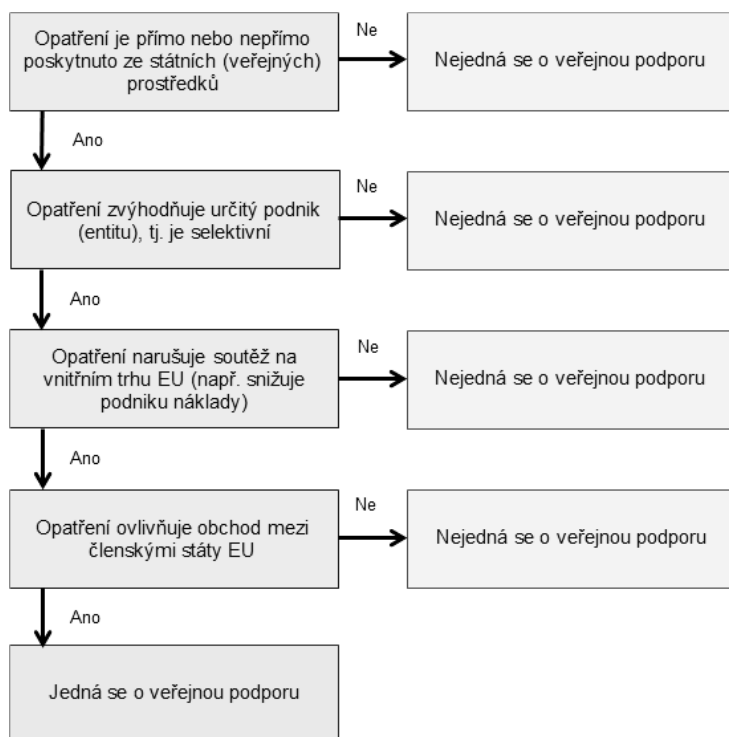 Opatření je přímo nebo nepřímo
poskytnuto ze státních (veřejných)
prostředků
Ne
Nejedná se o veřejnou podporu
Ano
Opatření zvýhodňuje určitý podnik
(entitu), tj. je selektivní
Ne
Nejedná se o veřejnou podporu
Ano
Opatření narušuje soutěž na
vnitřním trhu EU (např. snižuje
podniku náklady)
Ne
Nejedná se o veřejnou podporu
Ano
Opatření ovlivňuje obchod mezi
členskými státy EU
Ne
Nejedná se o veřejnou podporu
Ano
Jedná se o veřejnou podporu